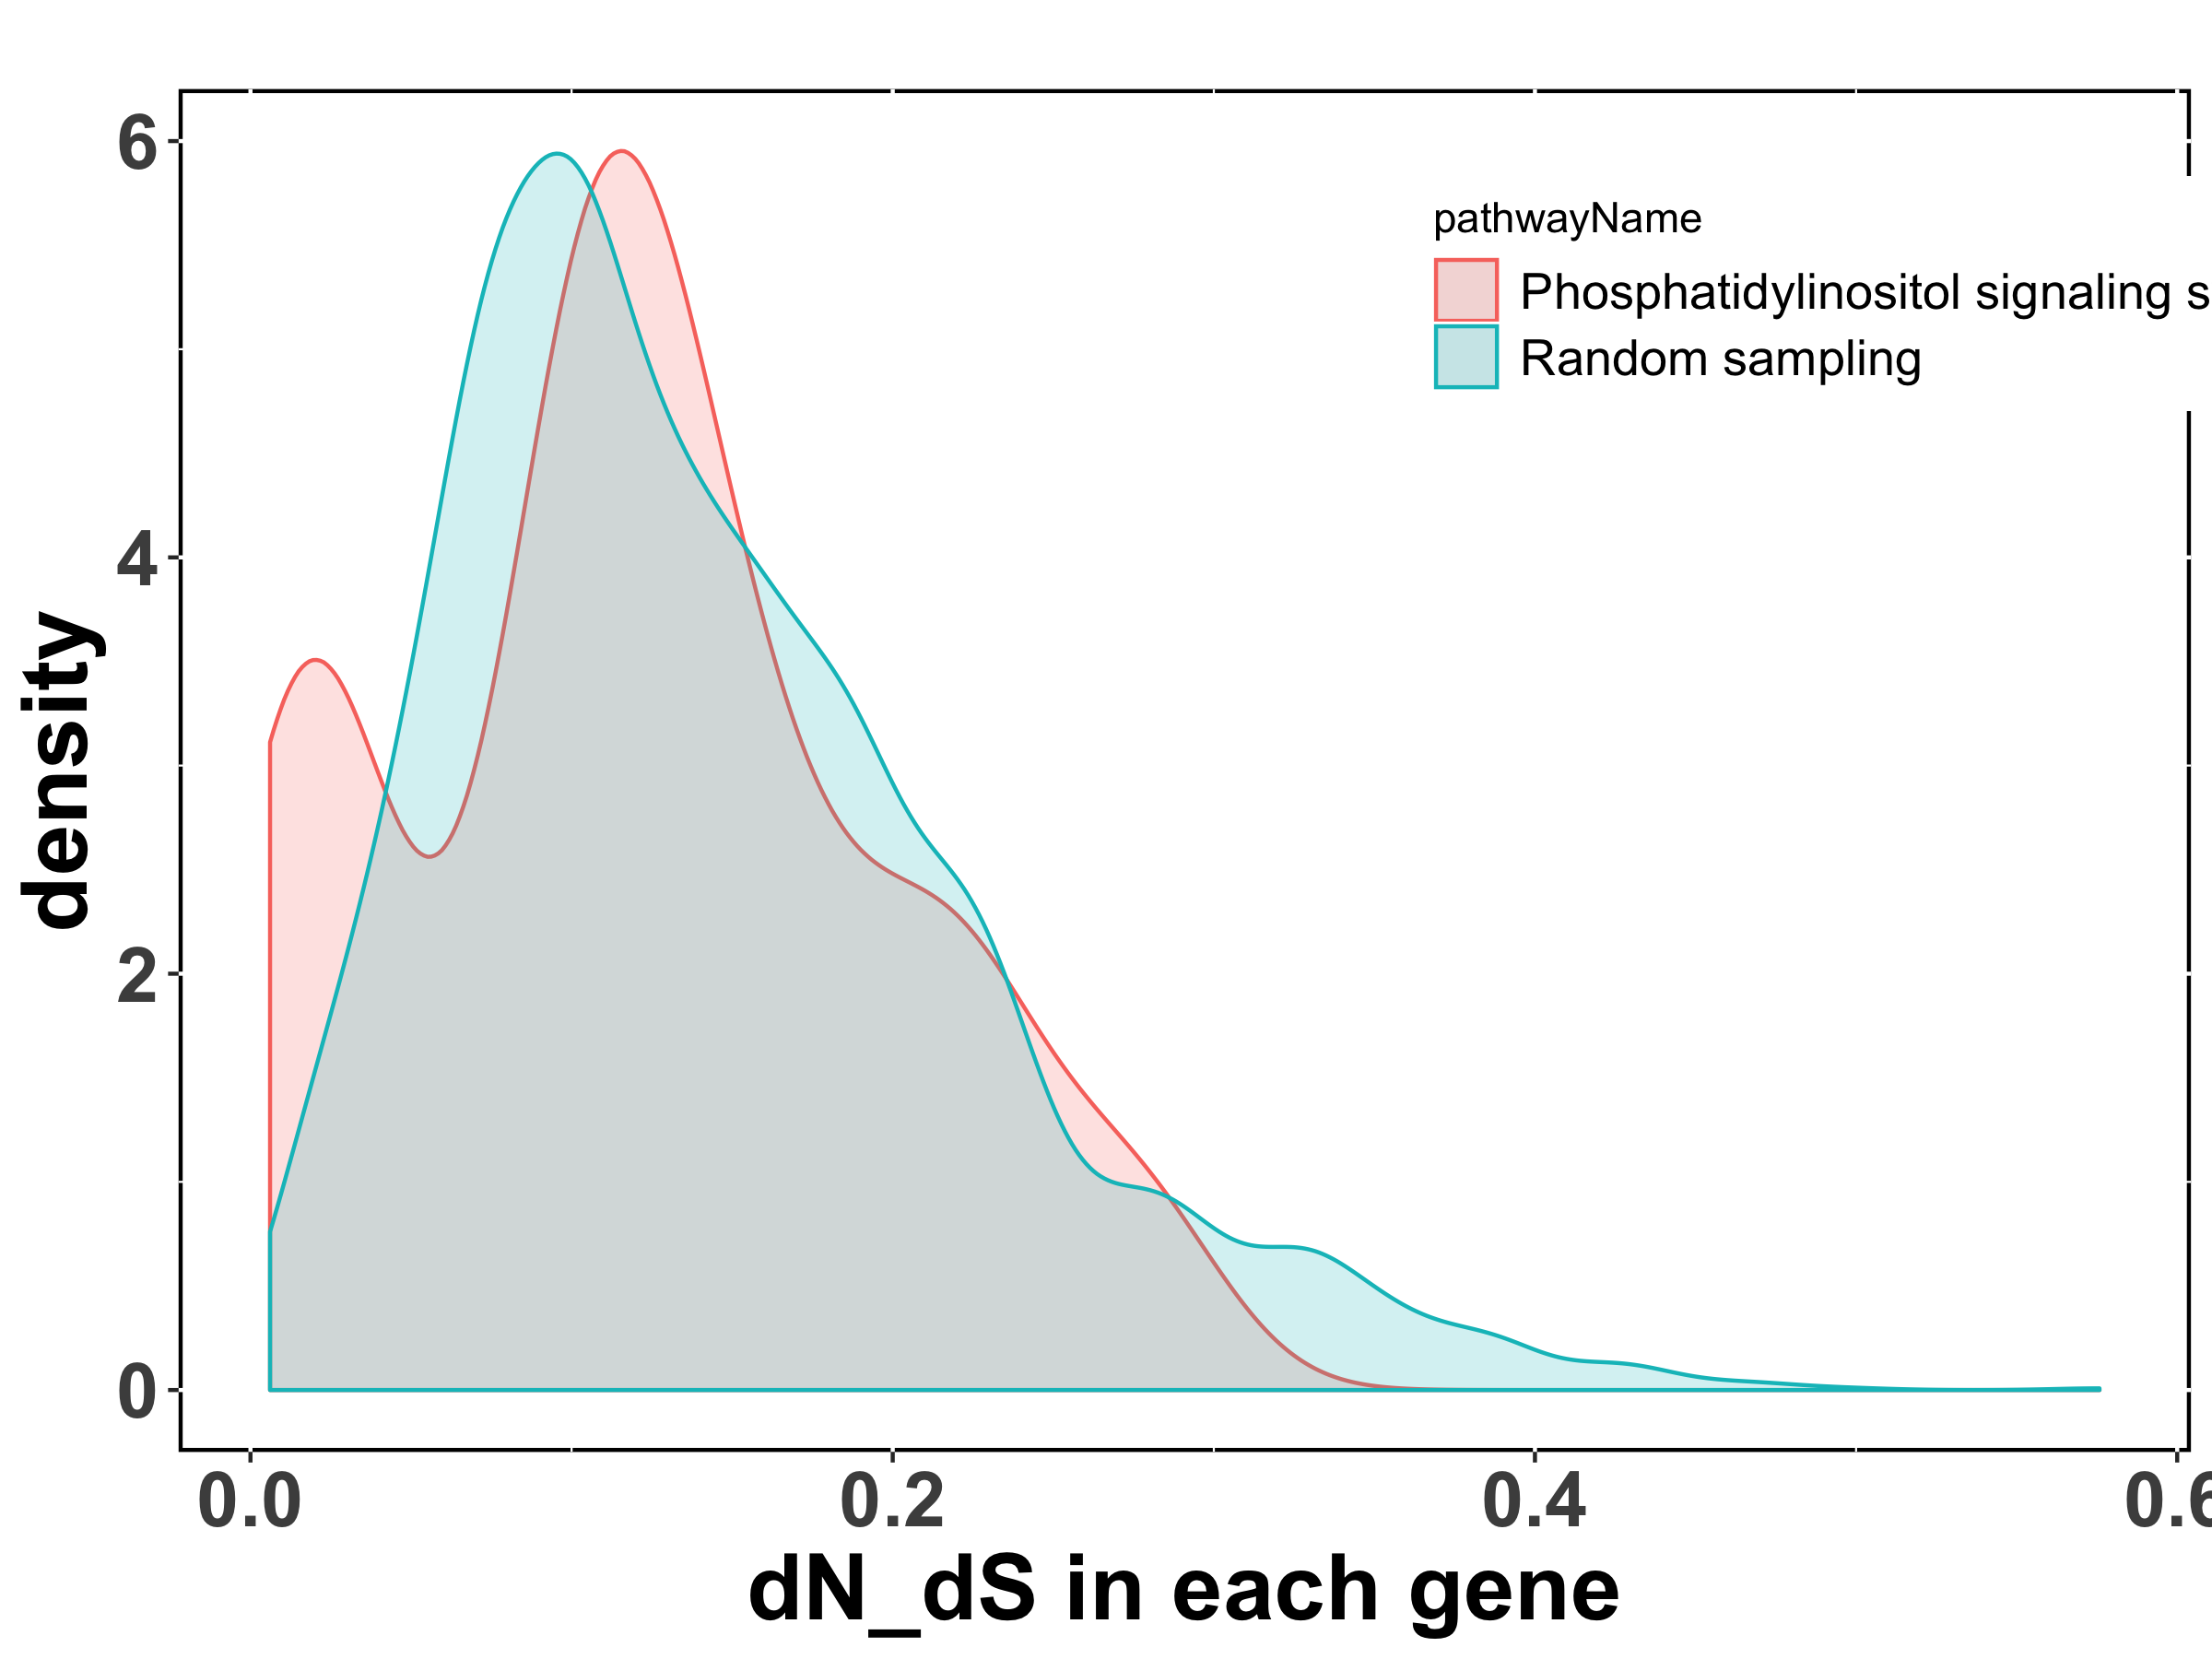 6
4
2
0
density
pathwayName
Phosphatidylinositol signaling s
Random sampling
0.0
0.2
0.4
0.6
dN_dS in each gene